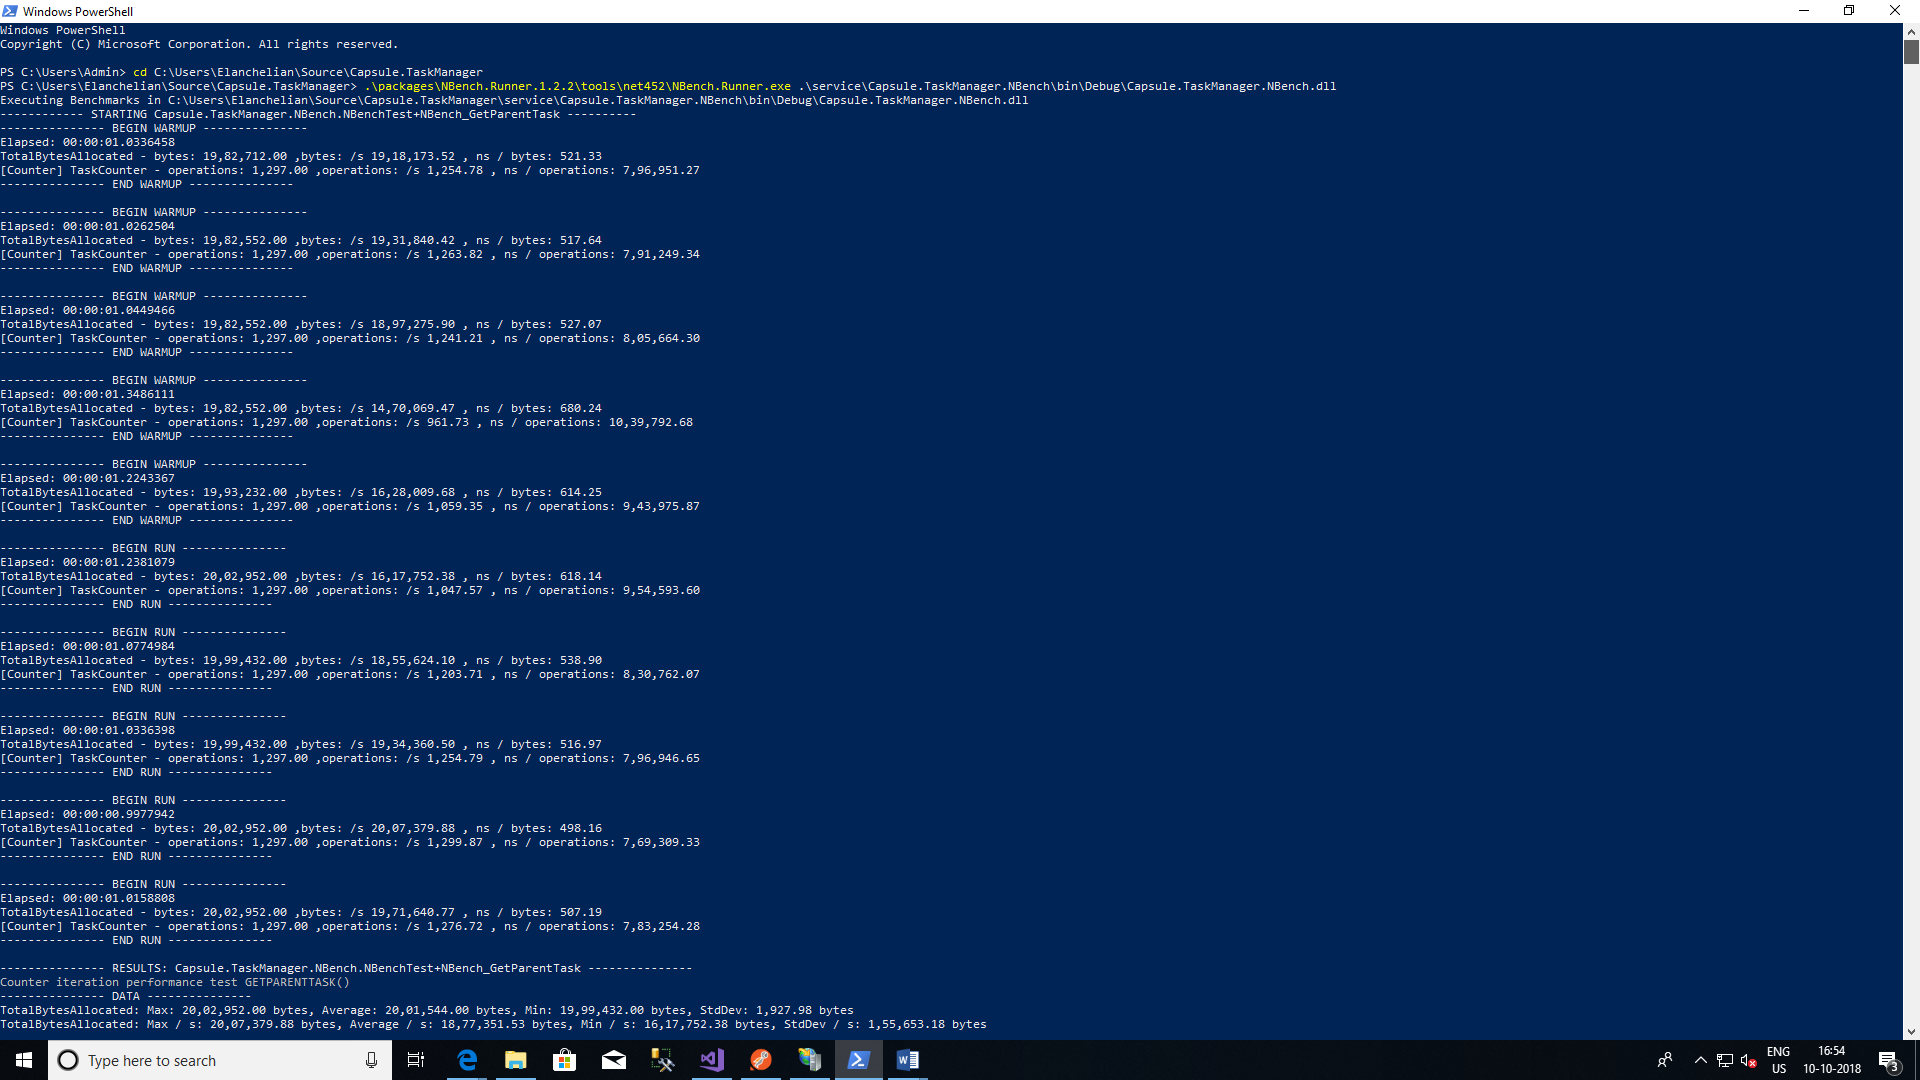 Windows PowerShell
Windows PowerShell
Copyright (C) Microsoft Corporation. All rights reserved.
PS C:\Users\Admin> cd C:\Users\Elanchelian\Source\Capsule.TaskManager
PS C:\Users\Elanchelian\Source\Capsule.TaskManager> .\packages\NBench.Runner.1.2.2\tools\net452\NBench.Runner.exe .\service\Capsule.TaskManager.NBench\bin\Debug\Capsule.TaskManager.NBench.dll
Executing Benchmarks in C:\Users\Elanchelian\Source\Capsule.TaskManager\service\Capsule.TaskManager.NBench\bin\Debug\Capsule.TaskManager.NBench.dll
------------ STARTING Capsule.TaskManager.NBench.NBenchTest+NBench_GetParentTask ----------
--------------- BEGIN WARMUP ---------------
Elapsed: 00:00:01.0336458
TotalBytesAllocated - bytes: 19,82,712.00 ,bytes: /s 19,18,173.52 , ns / bytes: 521.33
[Counter] TaskCounter - operations: 1,297.00 ,operations: /s 1,254.78 , ns / operations: 7,96,951.27
--------------- END WARMUP ---------------
--------------- BEGIN WARMUP ---------------
Elapsed: 00:00:01.0262504
TotalBytesAllocated - bytes: 19,82,552.00 ,bytes: /s 19,31,840.42 , ns / bytes: 517.64
[Counter] TaskCounter - operations: 1,297.00 ,operations: /s 1,263.82 , ns / operations: 7,91,249.34
--------------- END WARMUP ---------------
--------------- BEGIN WARMUP ---------------
Elapsed: 00:00:01.0449466
TotalBytesAllocated - bytes: 19,82,552.00 ,bytes: /s 18,97,275.90 , ns / bytes: 527.07
[Counter] TaskCounter - operations: 1,297.00 ,operations: /s 1,241.21 , ns / operations: 8,05,664.30
--------------- END WARMUP ---------------
--------------- BEGIN WARMUP ---------------
Elapsed: 00:00:01.3486111
TotalBytesAllocated - bytes: 19,82,552.00 ,bytes: /s 14,70,069.47 , ns / bytes: 680.24
[Counter] TaskCounter - operations: 1,297.00 ,operations: /s 961.73 , ns / operations: 10,39,792.68
--------------- END WARMUP ---------------
--------------- BEGIN WARMUP ---------------
Elapsed: 00:00:01.2243367
TotalBytesAllocated - bytes: 19,93,232.00 ,bytes: /s 16,28,009.68 , ns / bytes: 614.25
[Counter] TaskCounter - operations: 1,297.00 ,operations: /s 1,059.35 , ns / operations: 9,43,975.87
--------------- END WARMUP ---------------
--------------- BEGIN RUN ---------------
Elapsed: 00:00:01.2381079
TotalBytesAllocated - bytes: 20,02,952.00 ,bytes: /s 16,17,752.38 , ns / bytes: 618.14
[Counter] TaskCounter - operations: 1,297.00 ,operations: /s 1,047.57 , ns / operations: 9,54,593.60
--------------- END RUN ---------------
--------------- BEGIN RUN ---------------
Elapsed: 00:00:01.0774984
TotalBytesAllocated - bytes: 19,99,432.00 ,bytes: /s 18,55,624.10 , ns / bytes: 538.90
[Counter] TaskCounter - operations: 1,297.00 ,operations: /s 1,203.71 , ns / operations: 8,30,762.07
--------------- END RUN ---------------
--------------- BEGIN RUN ---------------
Elapsed: 00:00:01.0336398
TotalBytesAllocated - bytes: 19,99,432.00 ,bytes: /s 19,34,360.50 , ns / bytes: 516.97
[Counter] TaskCounter - operations: 1,297.00 ,operations: /s 1,254.79 , ns / operations: 7,96,946.65
--------------- END RUN ---------------
--------------- BEGIN RUN ---------------
Elapsed: 00:00:00.9977942
TotalBytesAllocated - bytes: 20,02,952.00 ,bytes: /s 20,07,379.88 , ns / bytes: 498.16
[Counter] TaskCounter - operations: 1,297.00 ,operations: /s 1,299.87 , ns / operations: 7,69,309.33
--------------- END RUN ---------------
--------------- BEGIN RUN ---------------
Elapsed: 00:00:01.0158808
TotalBytesAllocated - bytes: 20,02,952.00 ,bytes: /s 19,71,640.77 , ns / bytes: 507.19
[Counter] TaskCounter - operations: 1,297.00 ,operations: /s 1,276.72 , ns / operations: 7,83,254.28
--------------- END RUN ---------------
--------------- RESULTS: Capsule.TaskManager.NBench.NBenchTest+NBench_GetParentTask ---------------
Counter iteration performance test GETPARENTTASK()
--------------- DATA ---------------
TotalBytesAllocated: Max: 20,02,952.00 bytes, Average: 20,01,544.00 bytes, Min: 19,99,432.00 bytes, StdDev: 1,927.98 bytes
TotalBytesAllocated: Max / s: 20,07,379.88 bytes, Average / s: 18,77,351.53 bytes, Min / s: 16,17,752.38 bytes, StdDev / s: 1,55,653.18 bytes
Type here to search
ENG
US
16:54
10-10-2018
3